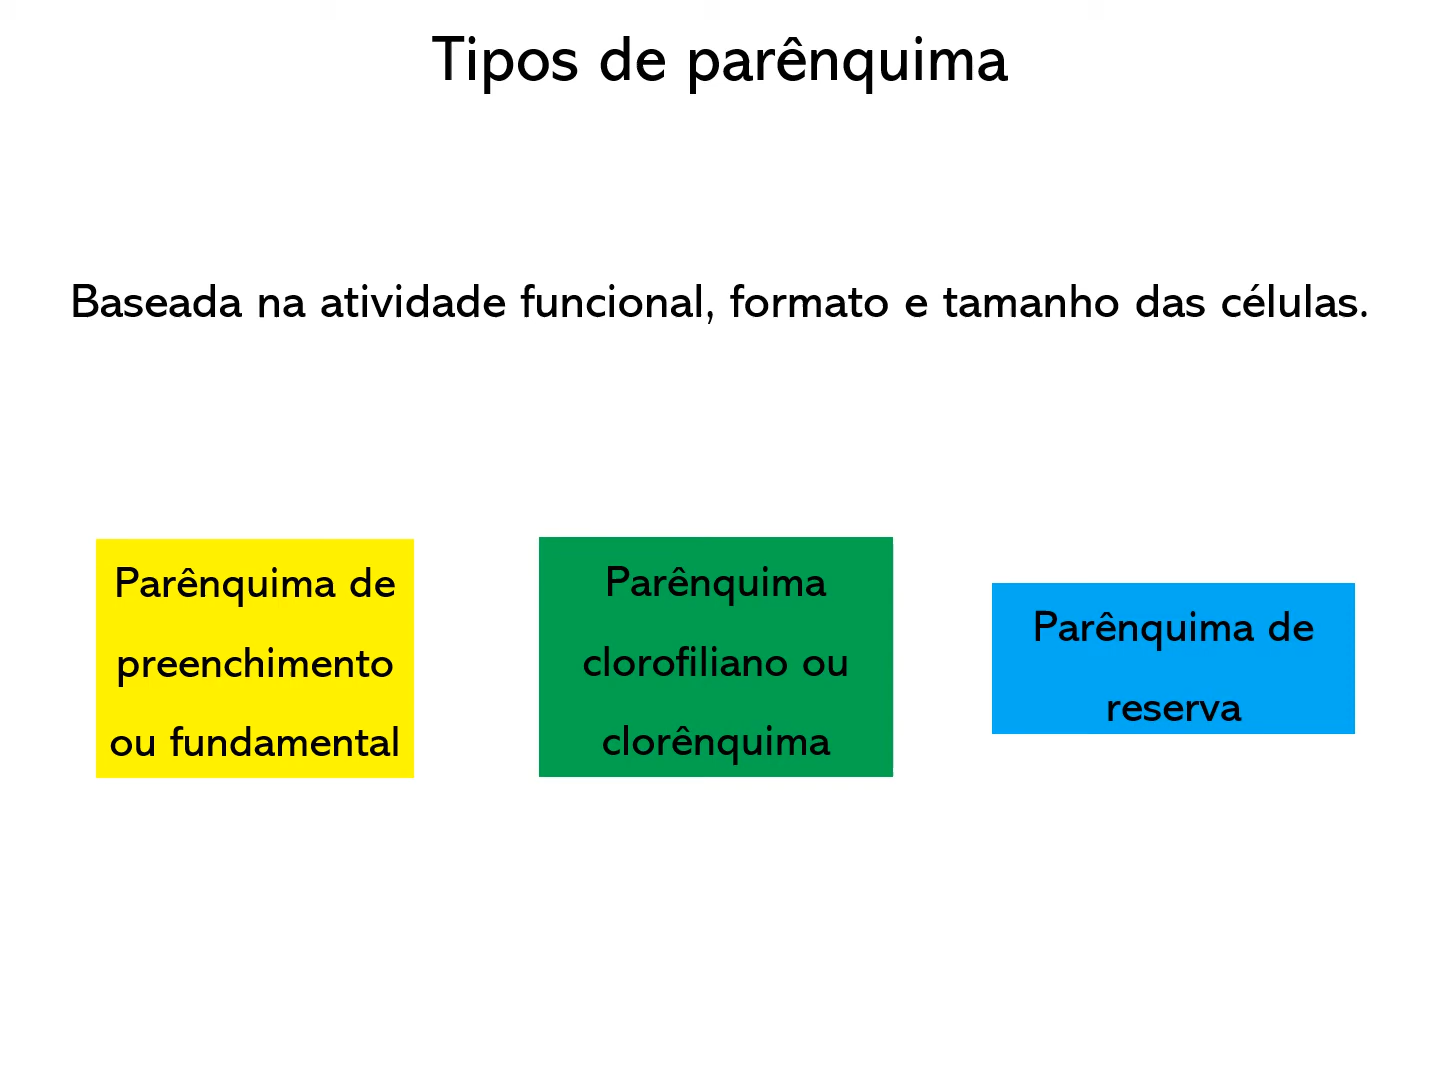 Tipos de parênquima
Baseada na atividade funcional, formato e tamanho das células.
Parênquima de
preenchimento
ou fundamental
Parênquima
clorofiliano ou
clorênquima
Parênquima de
reserva